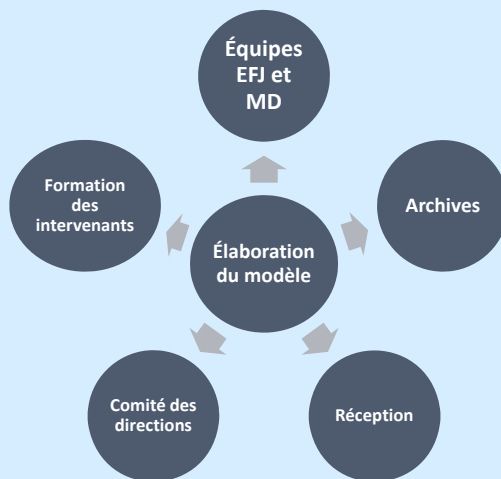 Équipes
EFJ et
MD
Formation
des
intervenants
Archives
Élaboration
du modèle
Comité des
directions
Réception